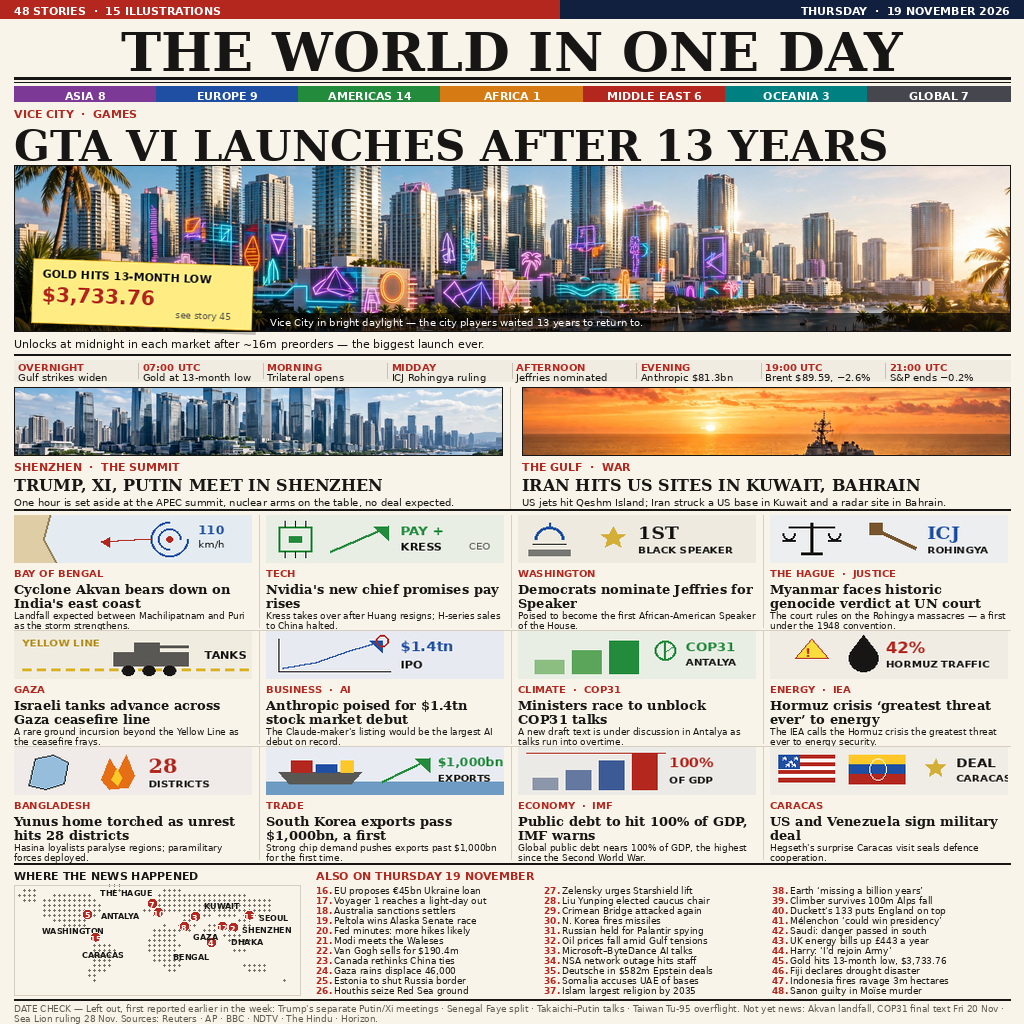 48 STORIES · 15 ILLUSTRATIONS
THURSDAY · 19 NOVEMBER 2026
THE WORLD IN ONE DAY
ASIA 8
EUROPE 9
AMERICAS 14
AFRICA 1
MIDDLE EAST 6
OCEANIA 3
GLOBAL 7
VICE CITY · GAMES
GTA VI LAUNCHES AFTER 13 YEARS
GOLD HITS 13-MONTH LOW
$3,733.76
see story 45
Vice City in bright daylight — the city players waited 13 years to return to.
Unlocks at midnight in each market after ~16m preorders — the biggest launch ever.
OVERNIGHT
Gulf strikes widen
07:00 UTC
Gold at 13-month low
MORNING
Trilateral opens
MIDDAY
ICJ Rohingya ruling
AFTERNOON
Jeffries nominated
EVENING
Anthropic $81.3bn
19:00 UTC
Brent $89.59, −2.6%
21:00 UTC
S&P ends −0.2%
SHENZHEN · THE SUMMIT
TRUMP, XI, PUTIN MEET IN SHENZHEN
One hour is set aside at the APEC summit, nuclear arms on the table, no deal expected.
THE GULF · WAR
IRAN HITS US SITES IN KUWAIT, BAHRAIN
US jets hit Qeshm Island; Iran struck a US base in Kuwait and a radar site in Bahrain.
110
km/h
BAY OF BENGAL
Cyclone Akvan bears down on
India's east coast
Landfall expected between Machilipatnam and Puri
as the storm strengthens.
PAY +
KRESS
CEO
TECH
Nvidia's new chief promises pay
rises
Kress takes over after Huang resigns; H-series sales
to China halted.
1ST
BLACK SPEAKER
WASHINGTON
Democrats nominate Jeffries for
Speaker
Poised to become the first African-American Speaker
of the House.
ICJ
ROHINGYA
THE HAGUE · JUSTICE
Myanmar faces historic
genocide verdict at UN court
The court rules on the Rohingya massacres — a first
under the 1948 convention.
YELLOW LINE
TANKS
GAZA
Israeli tanks advance across
Gaza ceasefire line
A rare ground incursion beyond the Yellow Line as
the ceasefire frays.
$1.4tn
IPO
BUSINESS · AI
Anthropic poised for $1.4tn
stock market debut
The Claude-maker's listing would be the largest AI
debut on record.
COP31
ANTALYA
CLIMATE · COP31
Ministers race to unblock
COP31 talks
A new draft text is under discussion in Antalya as
talks run into overtime.
!
42%
HORMUZ TRAFFIC
ENERGY · IEA
Hormuz crisis ‘greatest threat
ever’ to energy
The IEA calls the Hormuz crisis the greatest threat
ever to energy security.
28
DISTRICTS
BANGLADESH
Yunus home torched as unrest
hits 28 districts
Hasina loyalists paralyse regions; paramilitary
forces deployed.
$1,000bn
EXPORTS
TRADE
South Korea exports pass
$1,000bn, a first
Strong chip demand pushes exports past $1,000bn
for the first time.
100%
OF GDP
ECONOMY · IMF
Public debt to hit 100% of GDP,
IMF warns
Global public debt nears 100% of GDP, the highest
since the Second World War.
DEAL
CARACAS
CARACAS
US and Venezuela sign military
deal
Hegseth's surprise Caracas visit seals defence
cooperation.
WHERE THE NEWS HAPPENED
THE HAGUE
KUWAIT
5
ANTALYA
SEOUL
WASHINGTON
SHENZHEN
GAZA
DHAKA
CARACAS
BENGAL
ALSO ON THURSDAY 19 NOVEMBER
16. EU proposes €45bn Ukraine loan
17. Voyager 1 reaches a light-day out
18. Australia sanctions settlers
19. Peltola wins Alaska Senate race
20. Fed minutes: more hikes likely
21. Modi meets the Waleses
22. Van Gogh sells for $190.4m
23. Canada rethinks China ties
24. Gaza rains displace 46,000
25. Estonia to shut Russia border
26. Houthis seize Red Sea ground
27. Zelensky urges Starshield lift
28. Liu Yunping elected caucus chair
29. Crimean Bridge attacked again
30. N. Korea fires missiles
31. Russian held for Palantir spying
32. Oil prices fall amid Gulf tensions
33. Microsoft–ByteDance AI talks
34. NSA network outage hits staff
35. Deutsche in $582m Epstein deals
36. Somalia accuses UAE of bases
37. Islam largest religion by 2035
38. Earth ‘missing a billion years’
39. Climber survives 100m Alps fall
40. Duckett's 133 puts England on top
41. Mélenchon ‘could win presidency’
42. Saudi: danger passed in south
43. UK energy bills up £443 a year
44. Harry: ‘I'd rejoin Army’
45. Gold hits 13-month low, $3,733.76
46. Fiji declares drought disaster
47. Indonesia fires ravage 3m hectares
48. Sanon guilty in Moïse murder
DATE CHECK — Left out, first reported earlier in the week: Trump's separate Putin/Xi meetings · Senegal Faye split · Takaichi–Putin talks · Taiwan Tu-95 overflight. Not yet news: Akvan landfall, COP31 final text Fri 20 Nov ·
Sea Lion ruling 28 Nov. Sources: Reuters · AP · BBC · NDTV · The Hindu · Horizon.